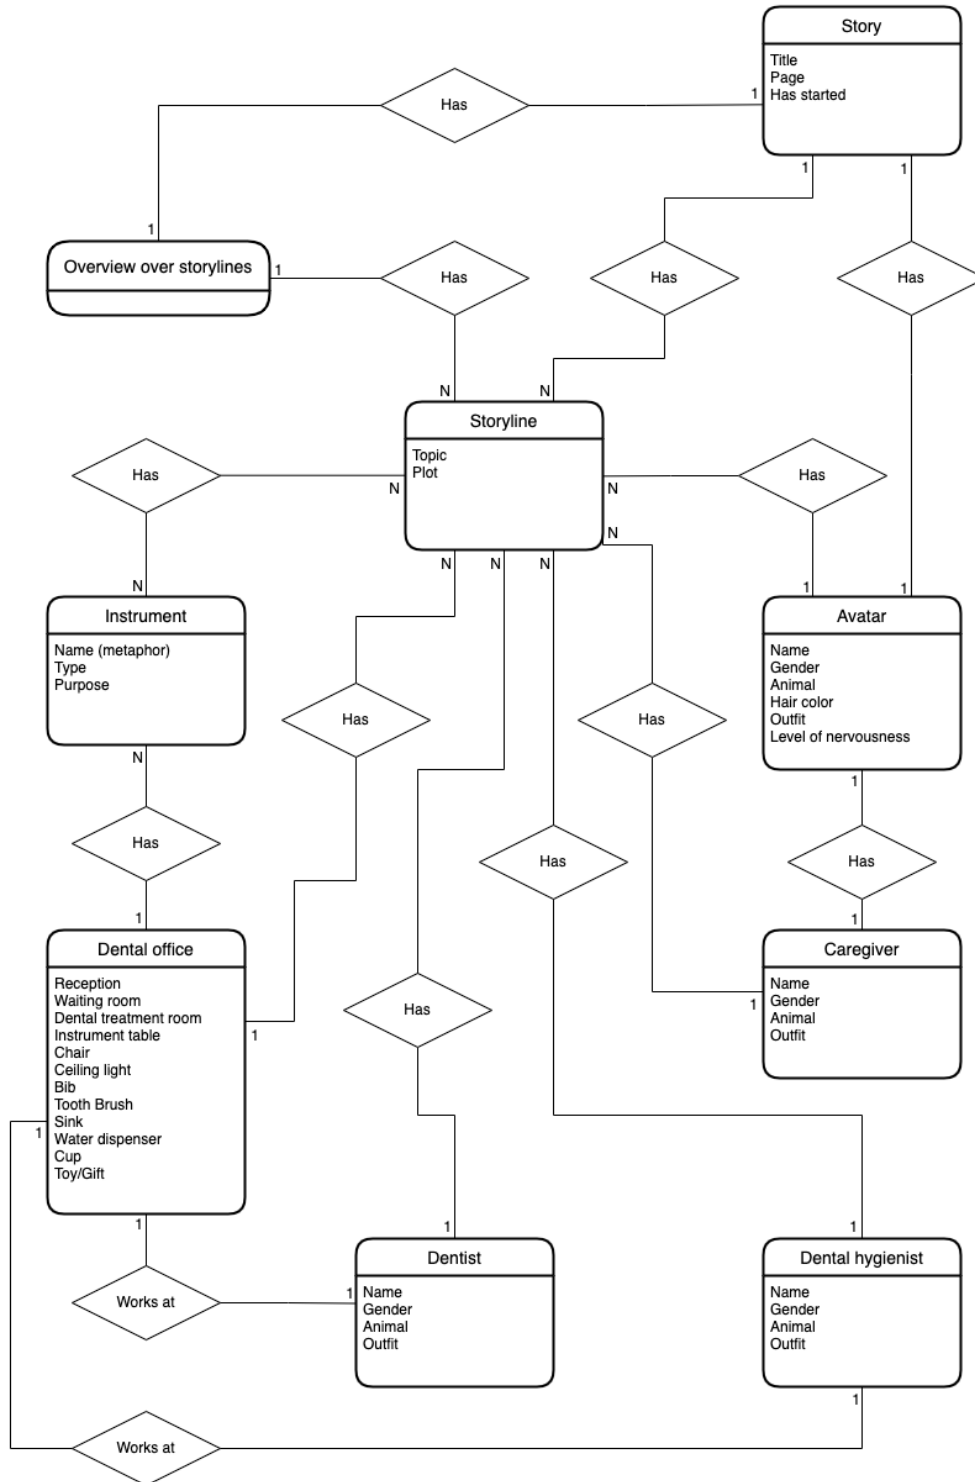 Story
Title
Page
Has started
Has
1
1
1
1
Overview over storylines
1
Has
Has
Has
N
N
Storyline
Topic
Plot
Has
N
N
Has
N
N
N
N
N
1
1
Instrument
Name (metaphor)
Type
Purpose
Avatar
Name
Gender
Animal
Hair color
Outfit
Level of nervousness
Has
Has
N
1
Has
Has
Has
1
1
Dental office
Reception
Waiting room
Dental treatment room
Instrument table
Chair
Ceiling light
Bib
Tooth Brush
Sink
Water dispenser
Cup
Toy/Gift
Caregiver
Name
Gender
Animal
Outfit
1
1
Has
1
1
1
1
Dentist
Name
Gender
Animal
Outfit
Dental hygienist
Name
Gender
Animal
Outfit
Works at
1
1
Works at